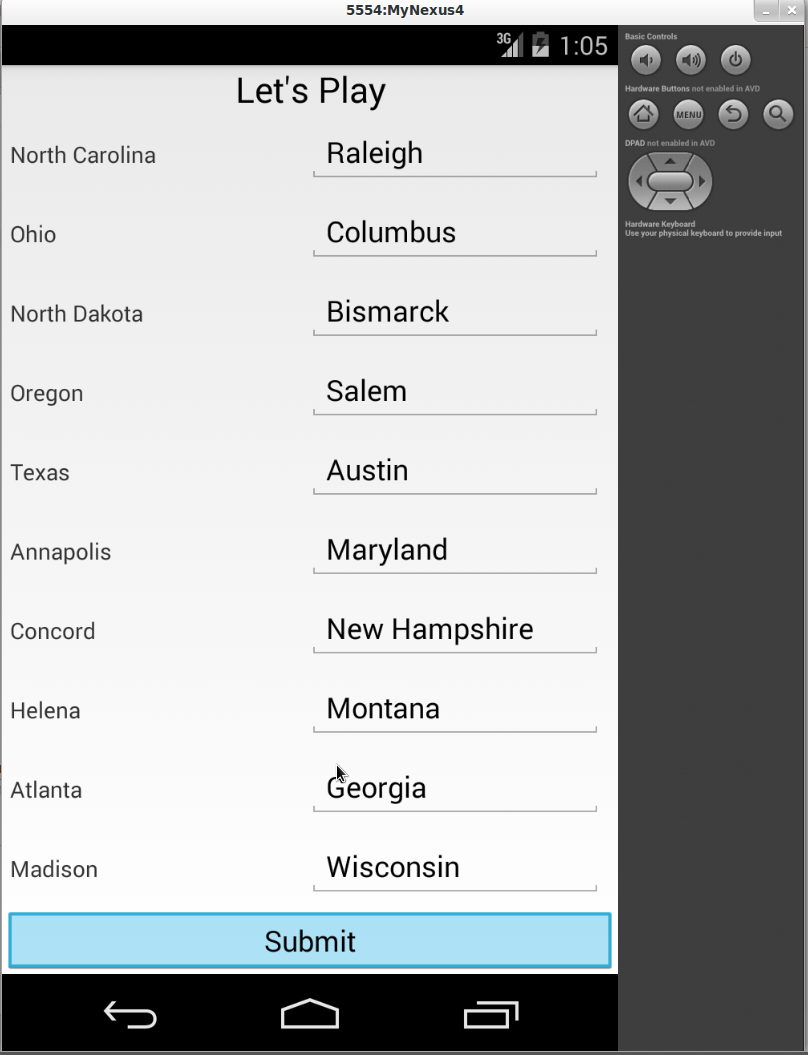 5554:MyNexus4
3G 1:05
Let's Play
North Carolina Raleigh
Ohio Columbus
North Dakota Bismarck
Oregon Salem
Texas Austin
Annapolis Maryland
Concord New Hampshire
Helena Montana
Atlanta Georgia
Madison Wisconsin
Submit
Basic Controls
Hardware Buttons not enabled in AVD
MENU
DPAD not enabled in AVD
Hardware Keyboard
Use your physical keyboard to provide input